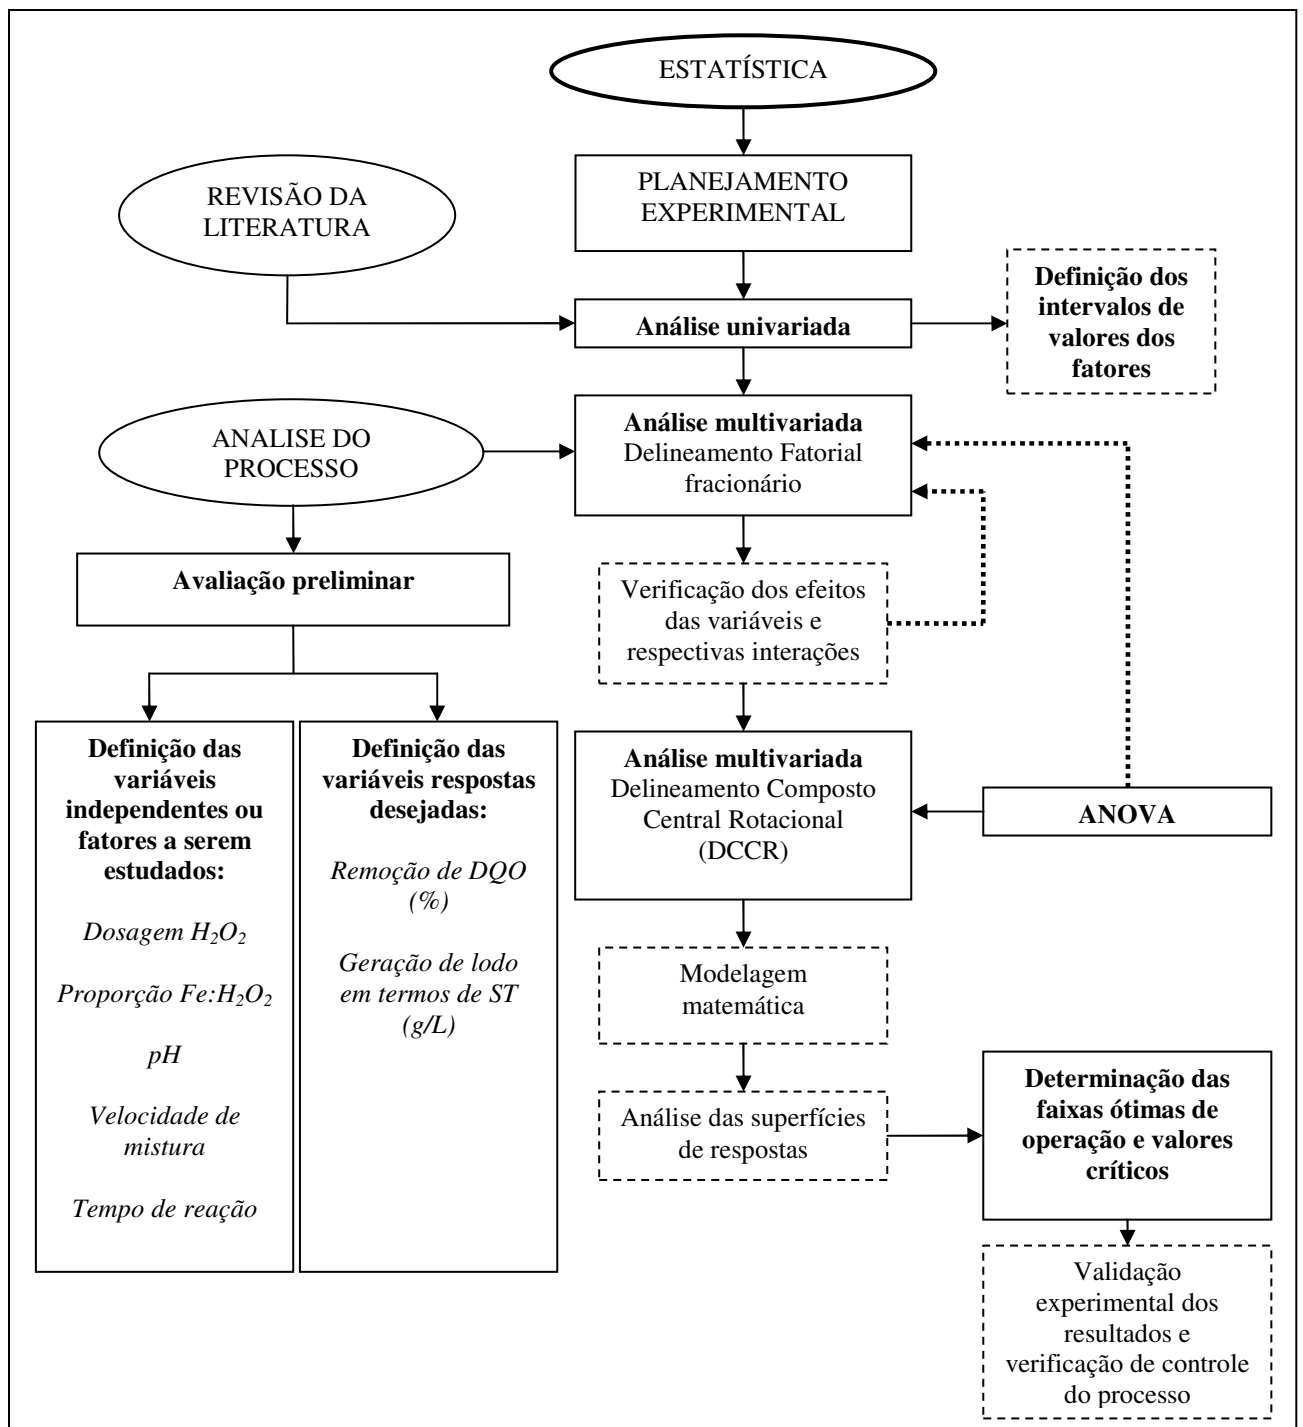 ESTATÍSTICA
PLANEJAMENTO
EXPERIMENTAL
REVISÃO DA
LITERATURA
Análise univariada
Definição dos
intervalos de
valores dos
fatores
ANALISE DO
PROCESSO
Análise multivariada
Delineamento Fatorial
fracionário
Avaliação preliminar
Verificação dos efeitos
das variáveis e
respectivas interações
Definição das
variáveis
independentes ou
fatores a serem
estudados:
Dosagem H₂O₂
Proporção Fe:H₂O₂
pH
Velocidade de
mistura
Tempo de reação
Definição das
variáveis respostas
desejadas:
Remoção de DQO
(%)
Geração de lodo
em termos de ST
(g/L)
Análise multivariada
Delineamento Composto
Central Rotacional
(DCCR)
ANOVA
Modelagem
matemática
Análise das superfícies
de respostas
Determinação das
faixas ótimas de
operação e valores
críticos
Validação
experimental dos
resultados e
verificação de controle
do processo